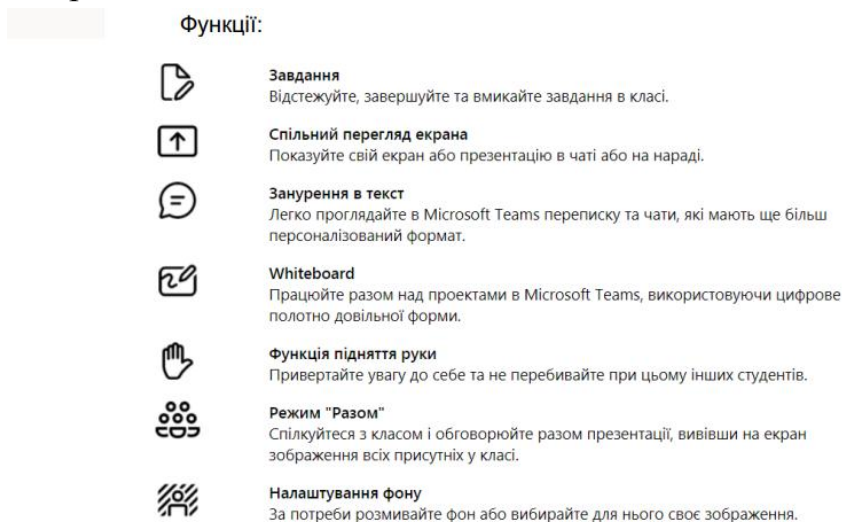 Функції:
Завдання
Відстежуйте, завершуйте та вмикайте завдання в класі.
Спільний перегляд екрана
Показуйте свій екран або презентацію в чаті або на нараді.
Занурення в текст
Легко проглядайте в Microsoft Teams переписку та чати, які мають ще більш
персоналізований формат.
Whiteboard
Працюйте разом над проектами в Microsoft Teams, використовуючи цифрове
полотно довільної форми.
Функція підняття руки
Привертайте увагу до себе та не перебивайте при цьому інших студентів.
Режим "Разом"
Спілкуйтеся з класом і обговорюйте разом презентації, вививши на екран
зображення всіх присутніх у класі.
Налаштування фону
За потреби розмивайте фон або вибирайте для нього своє зображення.